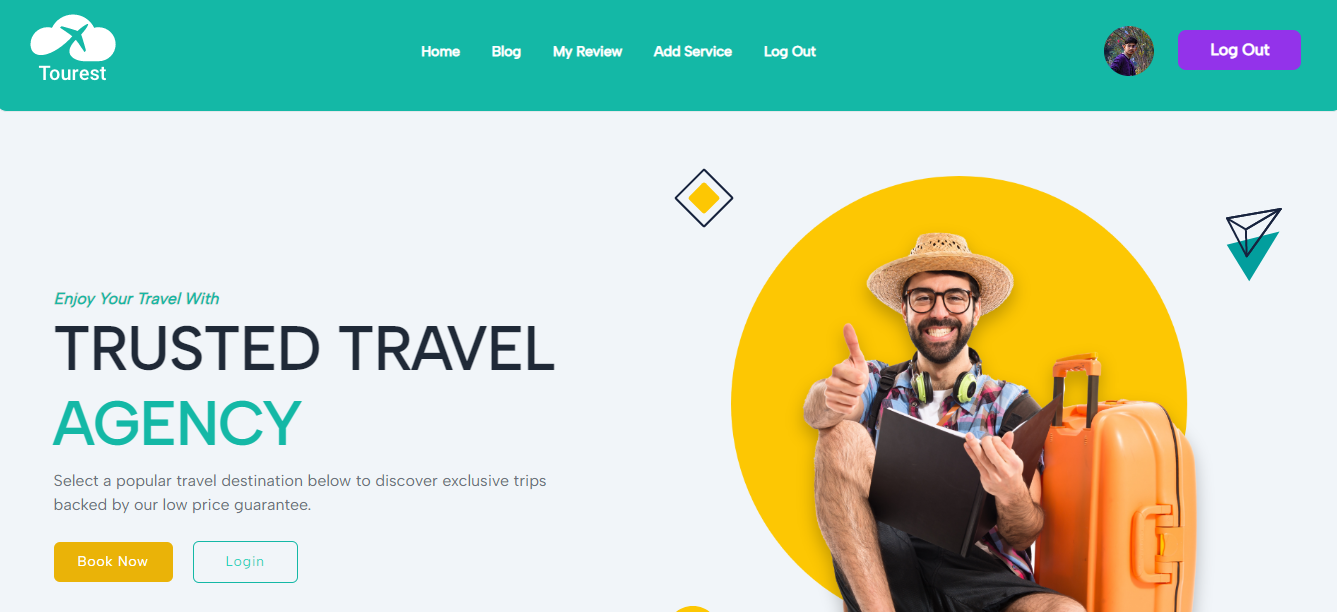 Tourest
Home Blog My Review Add Service Log Out
Log Out
Enjoy Your Travel With
TRUSTED TRAVEL
AGENCY
Select a popular travel destination below to discover exclusive trips
backed by our low price guarantee.
Book Now Login